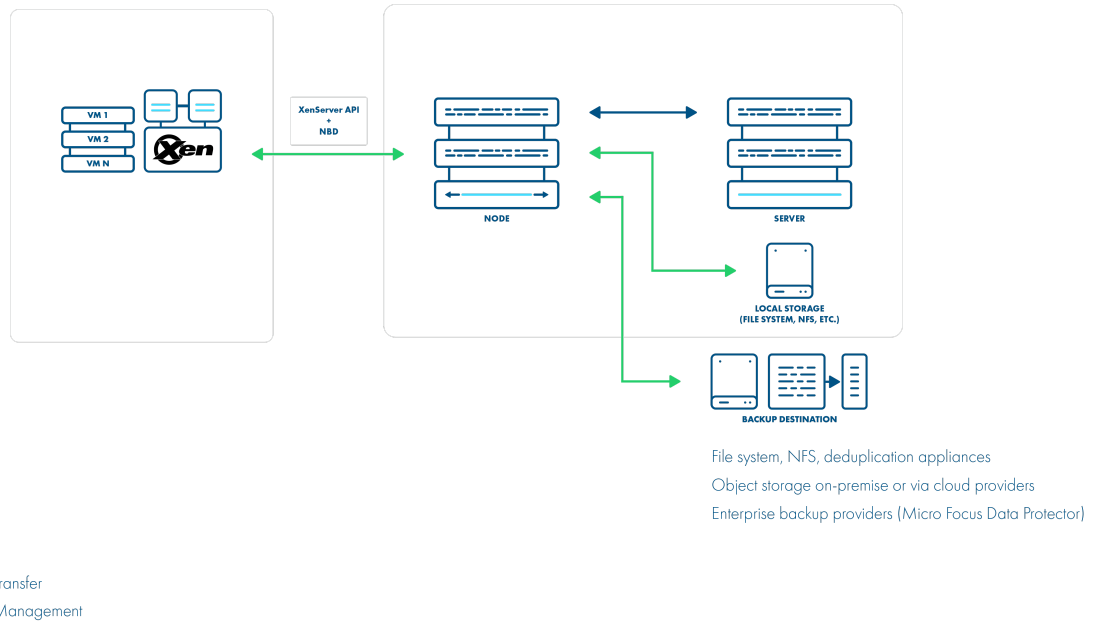 VM 1
VM 2
VM N
Xen
XenServer API
+
NBD
NODE
SERVER
LOCAL STORAGE
(FILE SYSTEM, NFS, ETC.)
BACKUP DESTINATION
File system, NFS, deduplication appliances
Object storage on-premise or via cloud providers
Enterprise backup providers (Micro Focus Data Protector)
ransfer
Management